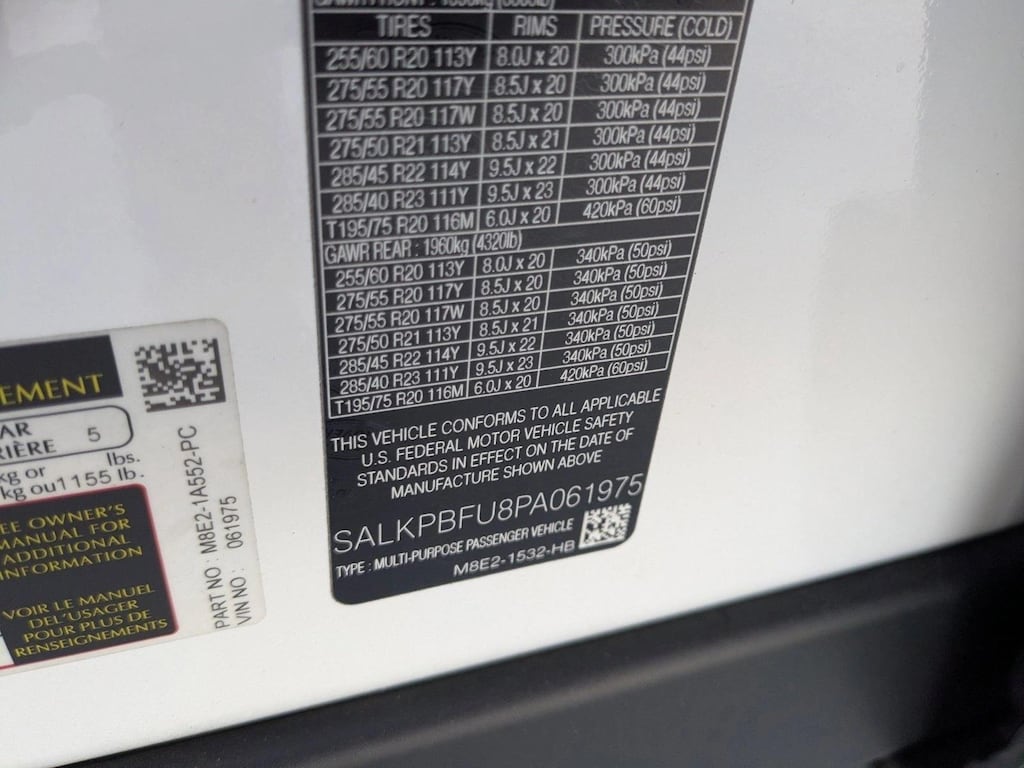 TIRES RIMS PRESSURE (COLD)
255/60 R20 113Y 8.0J x 20 300kPa (44psi)
275/55 R20 117Y 8.5J x 20 300kPa (44psi)
275/55 R20 117W 8.5J x 20 300kPa (44psi)
275/50 R21 113Y 8.5J x 21 300kPa (44psi)
285/45 R22 114Y 9.5J x 22 300kPa (44psi)
285/40 R23 111Y 9.5J x 23 300kPa (44psi)
T195/75 R20 116M 6.0J x 20 420kPa (60psi)
GAWR REAR : 1960kg (4320lb)
255/60 R20 113Y 8.0J x 20 340kPa (50psi)
275/55 R20 117Y 8.5J x 20 340kPa (50psi)
275/55 R20 117W 8.5J x 20 340kPa (50psi)
275/50 R21 113Y 8.5J x 21 340kPa (50psi)
285/45 R22 114Y 9.5J x 22 340kPa (50psi)
285/40 R23 111Y 9.5J x 23 340kPa (50psi)
T195/75 R20 116M 6.0J x 20 420kPa (60psi)
THIS VEHICLE CONFORMS TO ALL APPLICABLE
U.S. FEDERAL MOTOR VEHICLE SAFETY
STANDARDS IN EFFECT ON THE DATE OF
MANUFACTURE SHOWN ABOVE
SALKPBFU8PA061975
TYPE : MULTI-PURPOSE PASSENGER VEHICLE
M8E2-1532-HB
EMENT
AR
IÈRE 5
kg or lbs.
kg ou 1155 lb.
EE OWNER'S
MANUAL FOR
ADDITIONAL
INFORMATION
VOIR LE MANUEL
DEL'USAGER
POUR PLUS DE
RENSEIGNEMENTS
PART NO : M8E2-1A552-PC
VIN NO : 061975